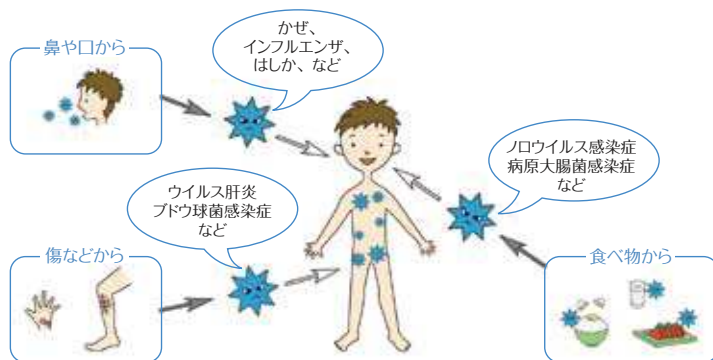 鼻や口から
かぜ、
インフルエンザ、
はしか、など
ノロウイルス感染症
病原大腸菌感染症
など
ウイルス肝炎
ブドウ球菌感染症
など
傷などから
食べ物から